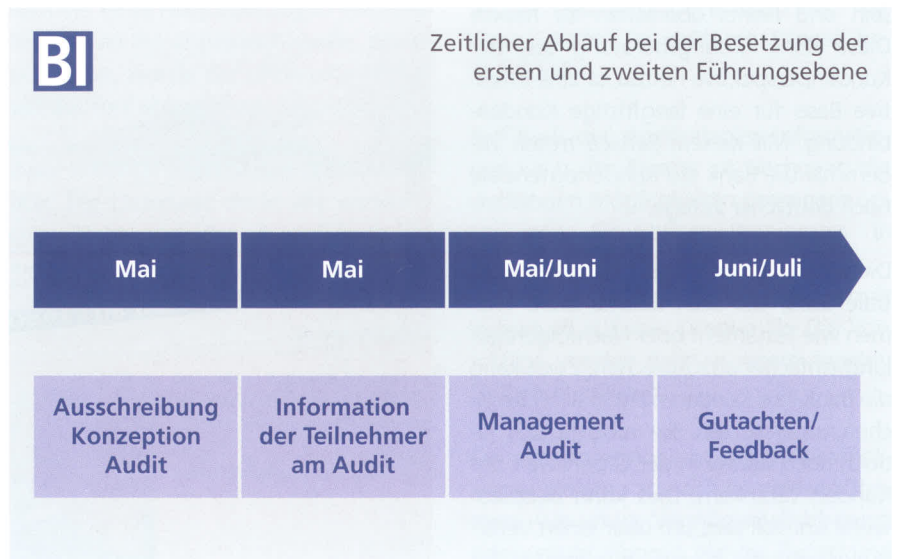 BI
Zeitlicher Ablauf bei der Besetzung der
ersten und zweiten Führungsebene
Mai
Mai
Mai/Juni
Juni/Juli
Ausschreibung
Konzeption
Audit
Information
der Teilnehmer
am Audit
Management
Audit
Gutachten/
Feedback